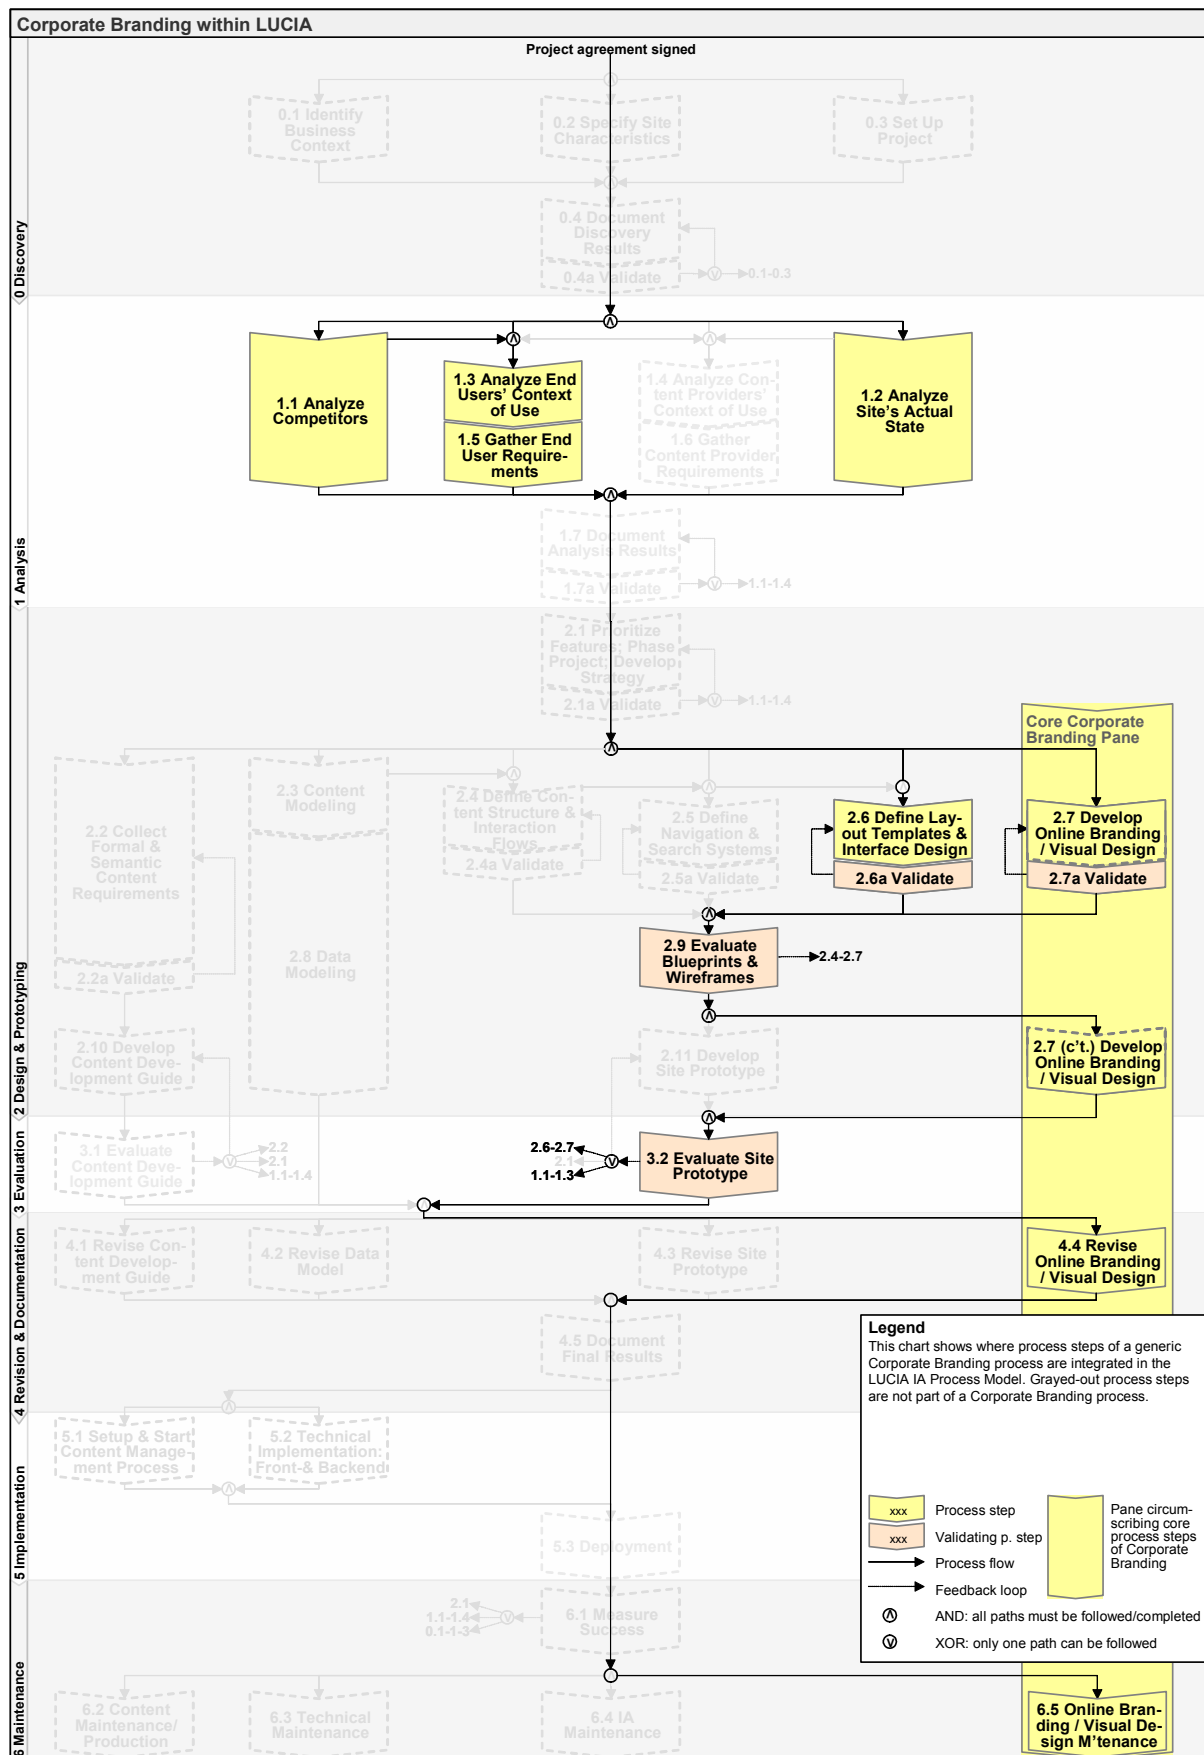 Corporate Branding within LUCIA
Project agreement signed
0 Discovery
0.1 Identify
Business
Context
0.2 Specify Site
Characteristics
0.3 Set Up
Project
0.4 Document
Discovery
Results
0.4a Validate
0.1-0.3
1 Analysis
1.1 Analyze
Competitors
1.3 Analyze End
Users' Context
of Use
1.5 Gather End
User Require-
ments
1.4 Analyze Con-
tent Providers'
Context of Use
1.6 Gather
Content Provider
Requirements
1.2 Analyze
Site's Actual
State
1.7 Document
Analysis Results
1.7a Validate
1.1-1.4
2 Design & Prototyping
2.1 Prioritize
Features; Phase
Project; Develop
Strategy
2.1a Validate
1.1-1.4
Core Corporate
Branding Pane
2.2 Collect
Formal &
Semantic
Content
Requirements
2.2a Validate
2.3 Content
Modeling
2.8 Data
Modeling
2.4 Define Con-
tent Structure &
Interaction
Flows
2.4a Validate
2.5 Define
Navigation &
Search Systems
2.5a Validate
2.6 Define Lay-
out Templates &
Interface Design
2.6a Validate
2.7 Develop
Online Branding
/ Visual Design
2.7a Validate
2.9 Evaluate
Blueprints &
Wireframes
2.4-2.7
2.10 Develop
Content Deve-
lopment Guide
2.11 Develop
Site Prototype
2.7 (c't.) Develop
Online Branding
/ Visual Design
3 Evaluation
3.1 Evaluate
Content Deve-
lopment Guide
2.2
2.1
1.1-1.4
2.6-2.7
2.1
1.1-1.3
3.2 Evaluate Site
Prototype
4 Revision & Documentation
4.1 Revise Con-
tent Develop-
ment Guide
4.2 Revise Data
Model
4.3 Revise Site
Prototype
4.4 Revise
Online Branding
/ Visual Design
4.5 Document
Final Results
5 Implementation
5.1 Setup & Start
Content Manage-
ment Process
5.2 Technical
Implementation:
Front-& Backend
5.3 Deployment
6 Maintenance
2.1
1.1-1.4
0.1-1-3
6.1 Measure
Success
6.2 Content
Maintenance/
Production
6.3 Technical
Maintenance
6.4 IA
Maintenance
6.5 Online Bran-
ding / Visual De-
sign M'tenance
Legend
This chart shows where process steps of a generic
Corporate Branding process are integrated in the
LUCIA IA Process Model. Grayed-out process steps
are not part of a Corporate Branding process.
xxx Process step
xxx Validating p. step
Process flow
Feedback loop
AND: all paths must be followed/completed
XOR: only one path can be followed
Pane circum-
scribing core
process steps
of Corporate
Branding